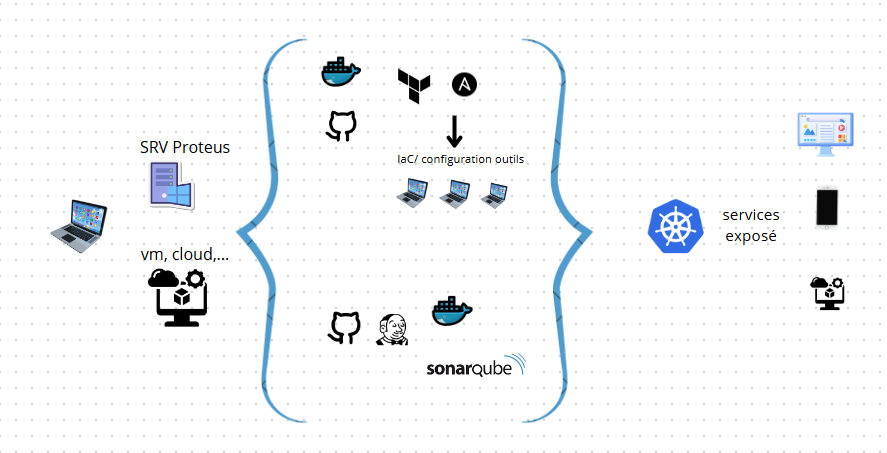 SRV Proteus
vm, cloud,...
IaC/ configuration outils
sonarqube
services
exposé